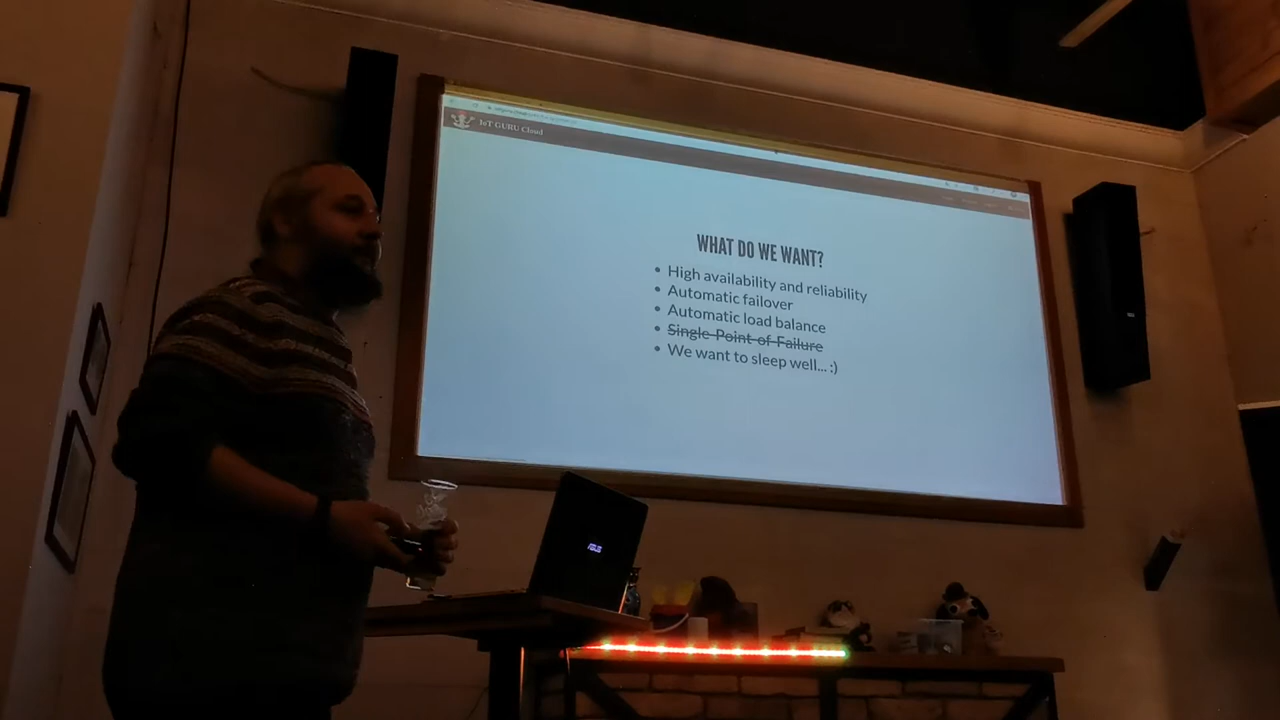 IoT GURU Cloud
WHAT DO WE WANT?
• High availability and reliability
• Automatic failover
• Automatic load balance
• Single-Point-of-Failure
• We want to sleep well... :)
ASUS